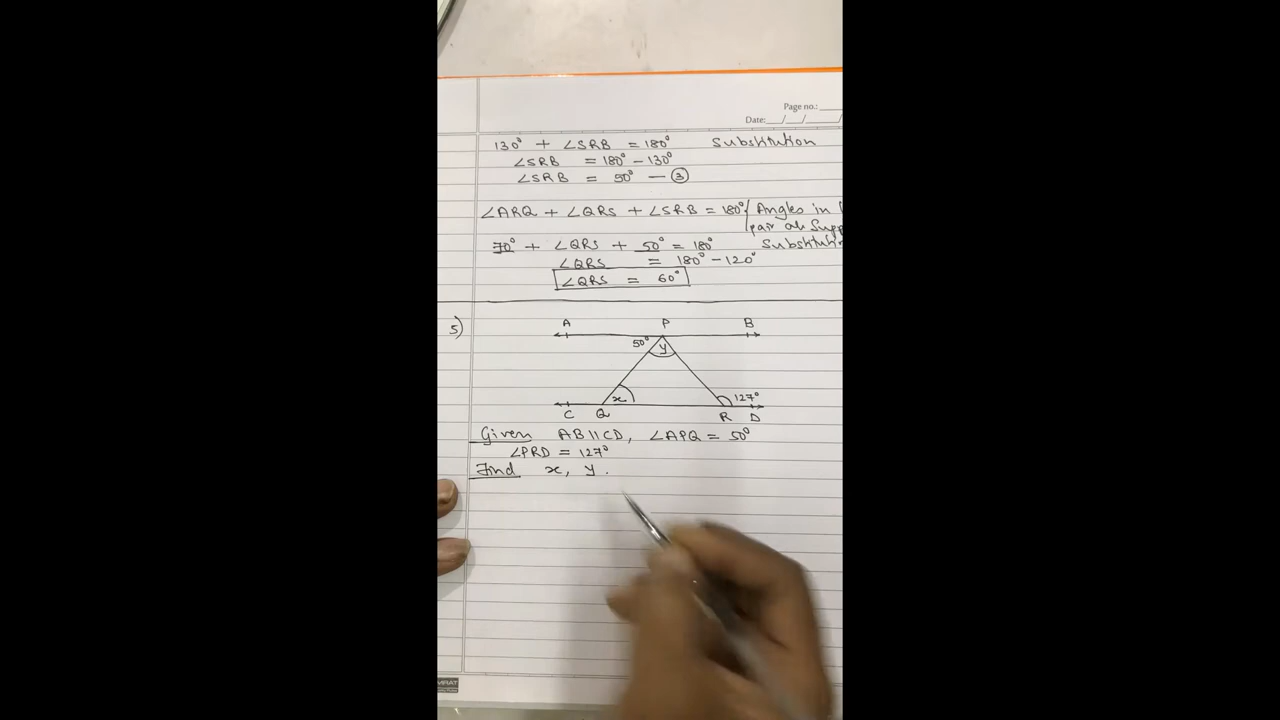 Page no.:
Date: / /
130° + ∠SRB = 180° Substitution
∠SRB = 180° - 130°
∠SRB = 50° — ③
∠ARQ + ∠QRS + ∠SRB = 180° / Angles in
pair are Supp
70° + ∠QRS + 50° = 180° Substituti
∠QRS = 180° - 120°
∠QRS = 60°
5)
A P B
50° y
x 127°
C Q R D
Given AB || CD, ∠APQ = 50°
∠PRD = 127°
Find x, y.